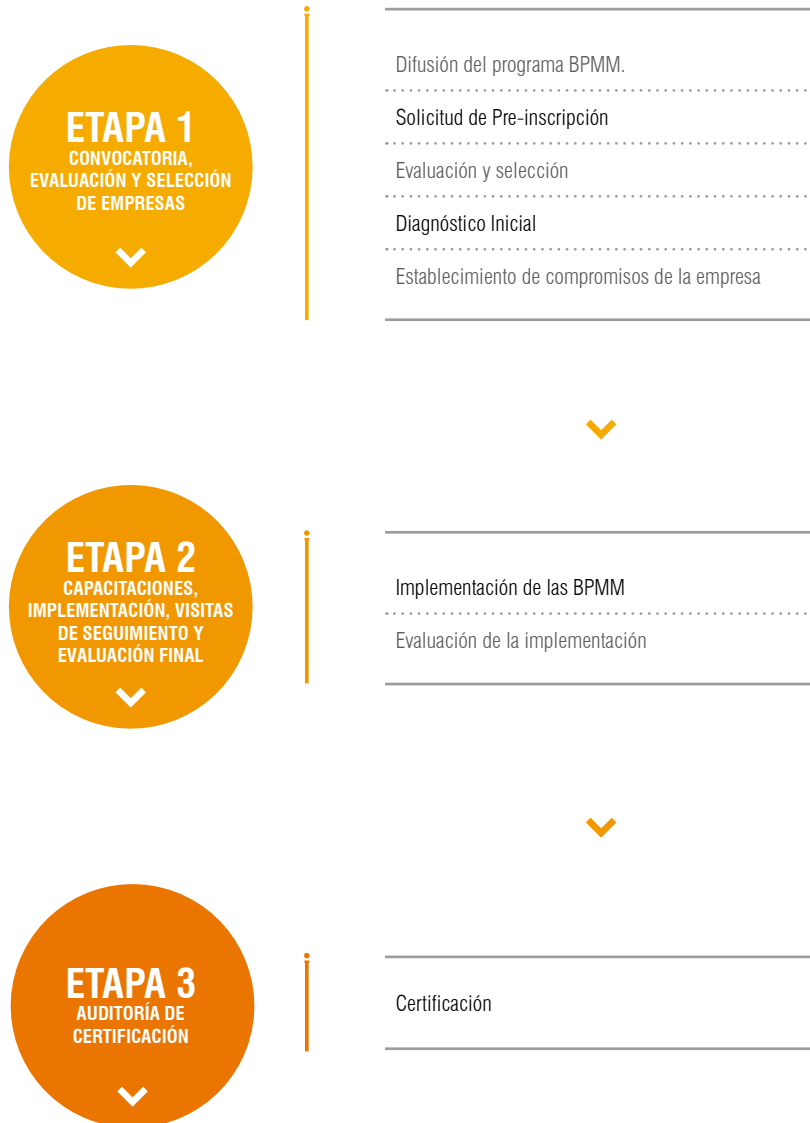 ETAPA 1
CONVOCATORIA,
EVALUACIÓN Y SELECCIÓN
DE EMPRESAS
Difusión del programa BPMM.
Solicitud de Pre-inscripción
Evaluación y selección
Diagnóstico Inicial
Establecimiento de compromisos de la empresa
ETAPA 2
CAPACITACIONES,
IMPLEMENTACIÓN, VISITAS
DE SEGUIMIENTO Y
EVALUACIÓN FINAL
Implementación de las BPMM
Evaluación de la implementación
ETAPA 3
AUDITORÍA DE
CERTIFICACIÓN
Certificación